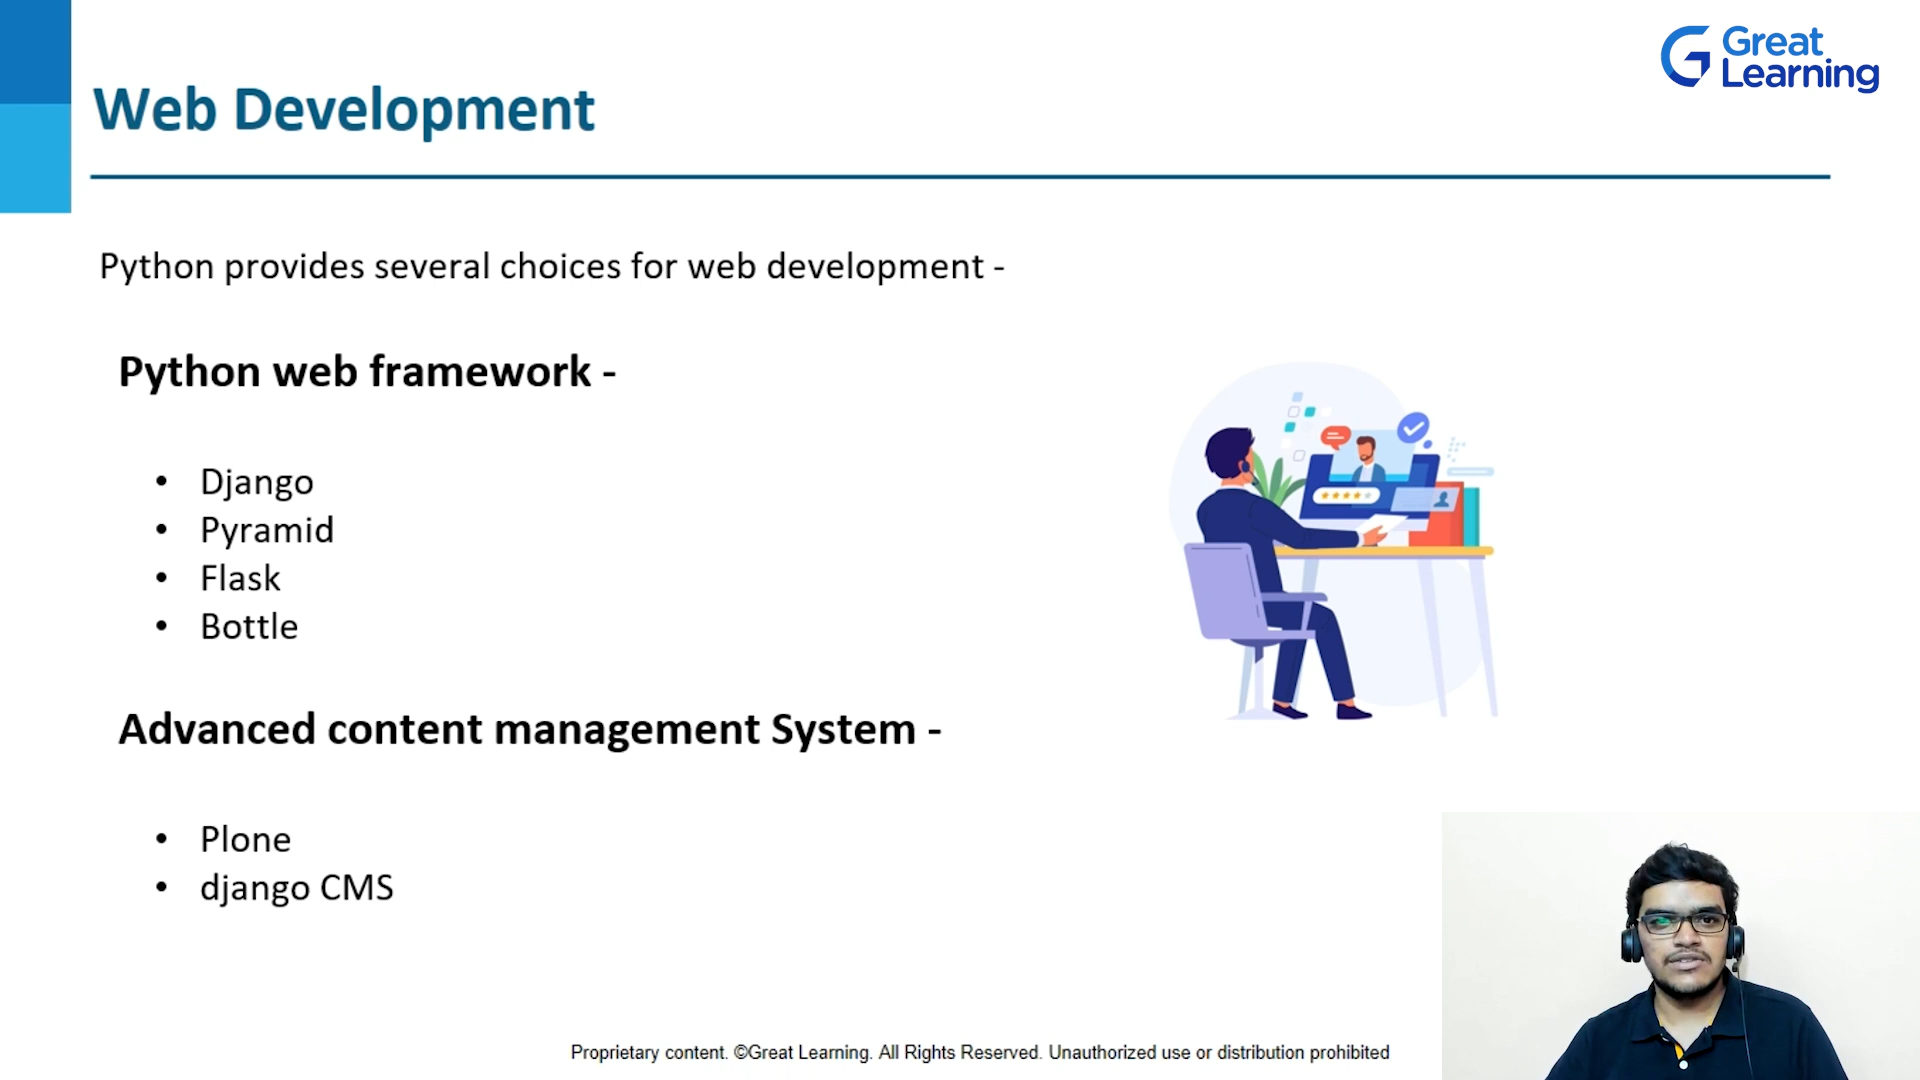 Great
Learning
Web Development
Python provides several choices for web development -
Python web framework -
• Django
• Pyramid
• Flask
• Bottle
Advanced content management System -
• Plone
• django CMS
Proprietary content. ©Great Learning. All Rights Reserved. Unauthorized use or distribution prohibited